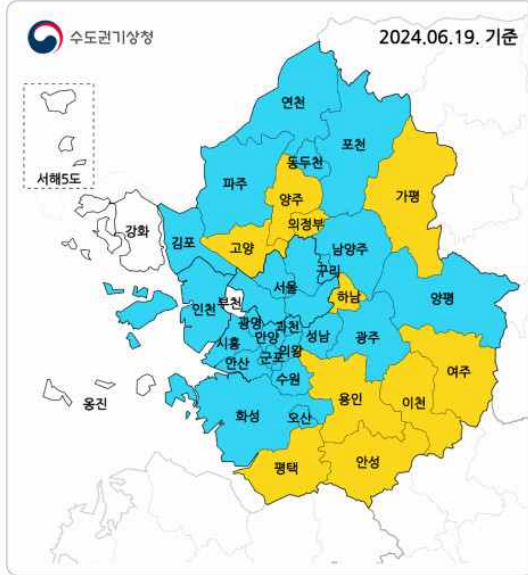 수도권기상청
2024.06.19. 기준
서해5도
연천
포천
동두천
파주
양주
가평
의정부
강화
김포
고양
남양주
구리
서울
하남
양평
인천
부천
광명
과천
안양
성남
광주
시흥
의왕
군포
안산
수원
여주
용인
이천
옹진
화성
오산
평택
안성